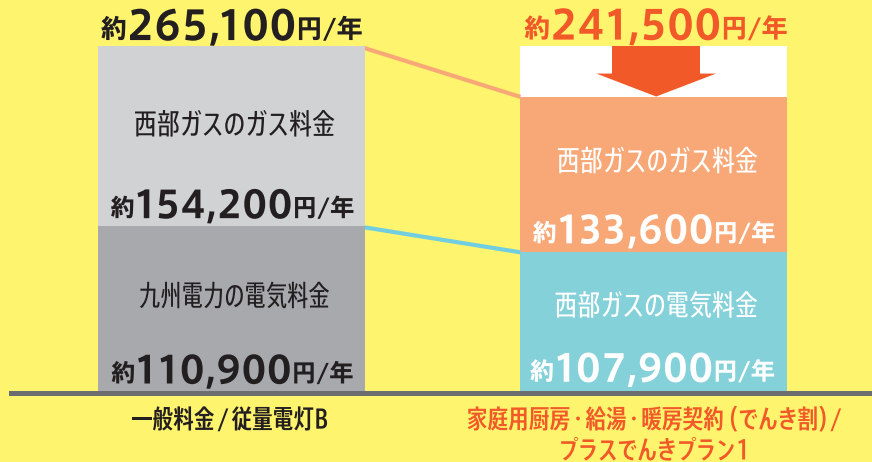 約265,100円/年
西部ガスのガス料金
約154,200円/年
九州電力の電気料金
約110,900円/年
一般料金/従量電灯B
約241,500円/年
西部ガスのガス料金
約133,600円/年
西部ガスの電気料金
約107,900円/年
家庭用厨房・給湯・暖房契約(でんき割)/
プラスでんきプラン1